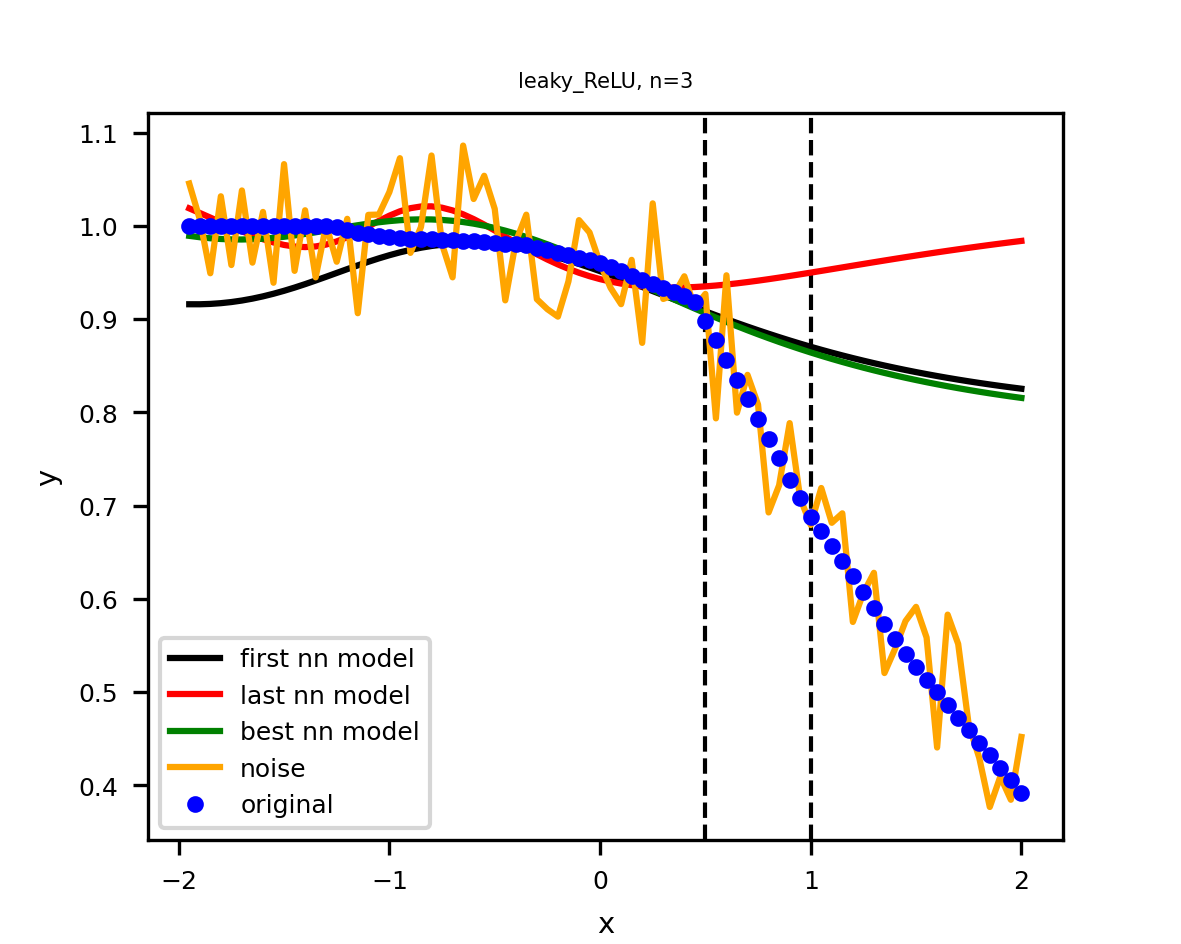 leaky_ReLU, n=3
1.1
1.0
0.9
0.8
0.7
0.6
0.5
0.4
y
first nn model
last nn model
best nn model
noise
original
−2
−1
0
1
2
x